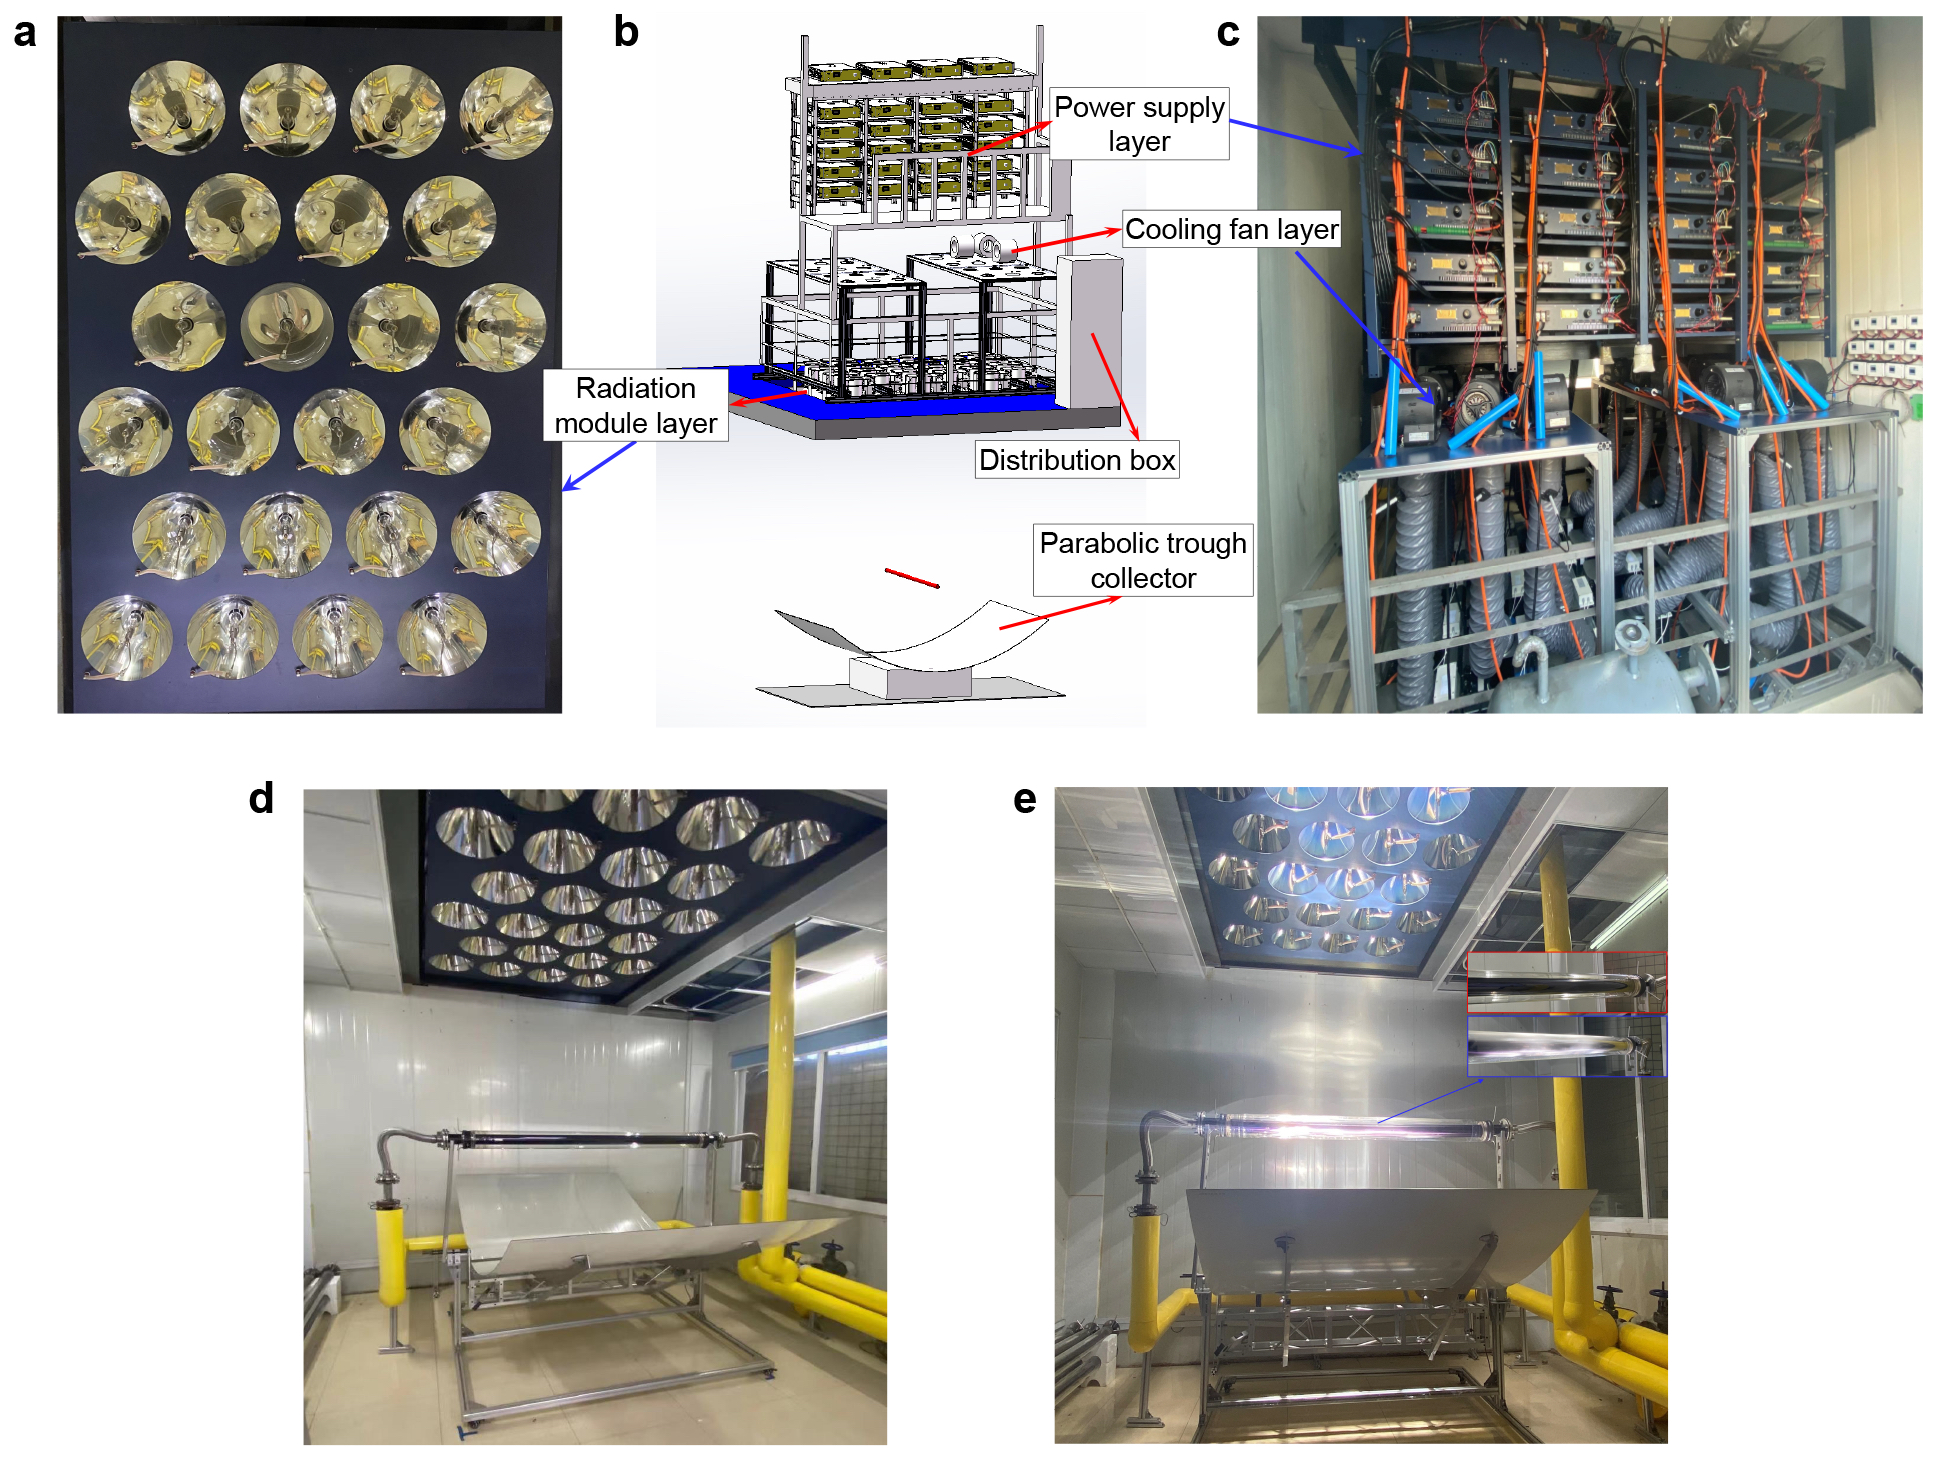 a
b
c
Power supply
layer
Cooling fan layer
Radiation
module layer
Distribution box
Parabolic trough
collector
d
e